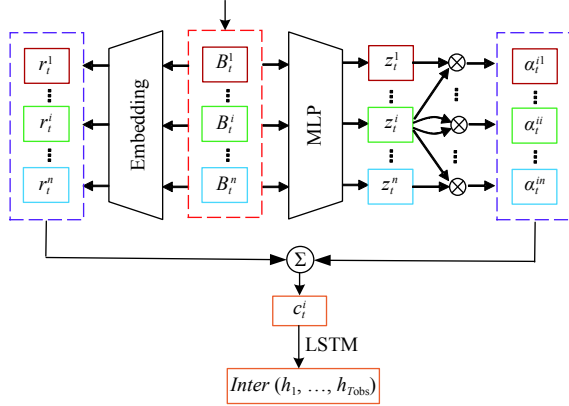 r_t^1 B_t^1 z_t^1 ⊗ α_t^{i1}
r_t^i Embedding B_t^i MLP z_t^i ⊗ α_t^{ii}
r_t^n B_t^n z_t^n ⊗ α_t^{in}
Σ
c_t^i
LSTM
Inter (h_1, …, h_{Tobs})